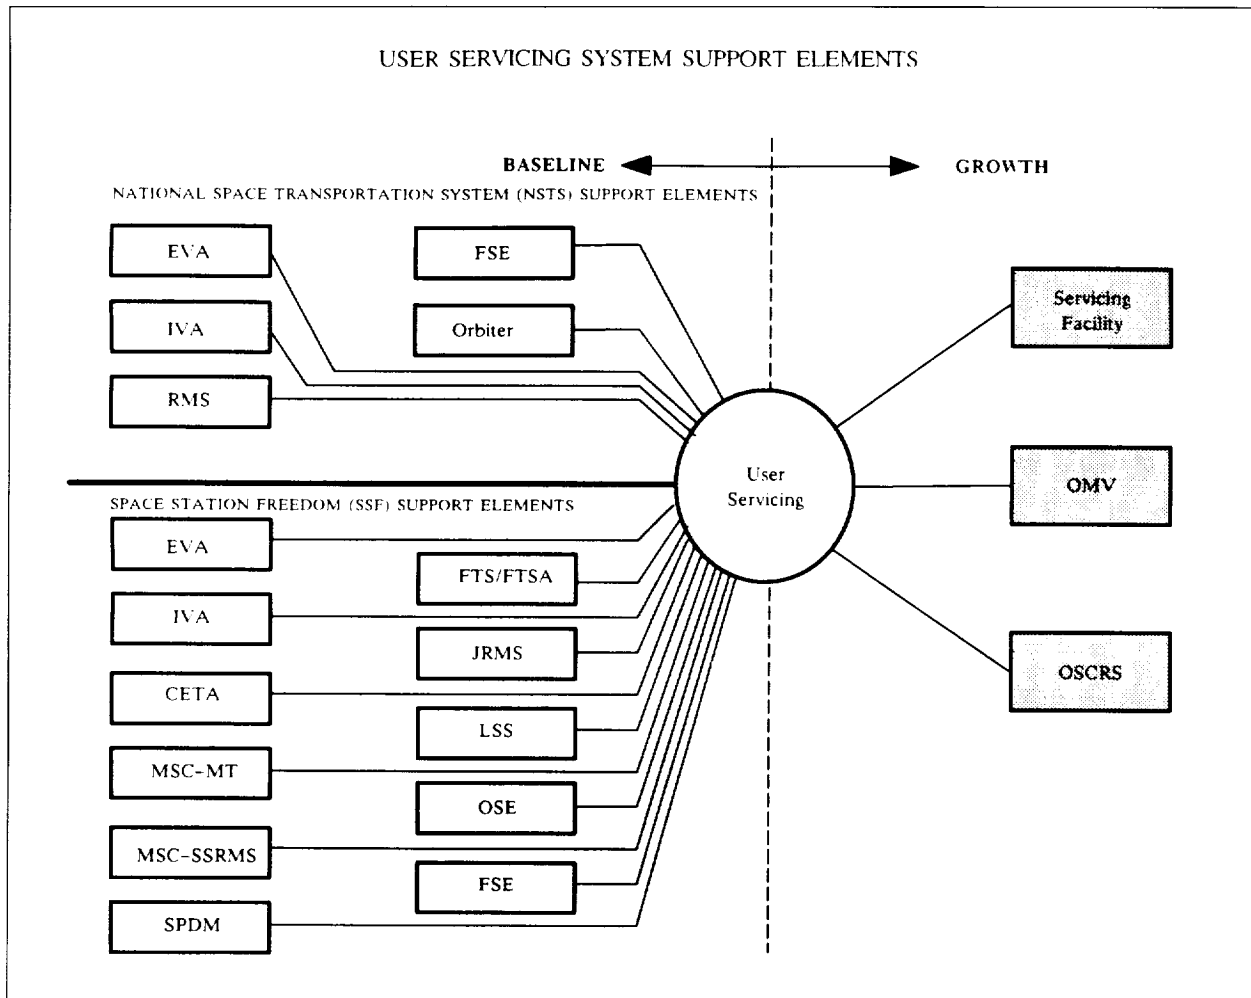 USER SERVICING SYSTEM SUPPORT ELEMENTS
BASELINE
GROWTH
NATIONAL SPACE TRANSPORTATION SYSTEM (NSTS) SUPPORT ELEMENTS
EVA
FSE
IVA
Orbiter
RMS
Servicing
Facility
User
Servicing
OMV
OSCRS
SPACE STATION FREEDOM (SSF) SUPPORT ELEMENTS
EVA
FTS/FTSA
IVA
JRMS
CETA
LSS
MSC-MT
OSE
MSC-SSRMS
FSE
SPDM